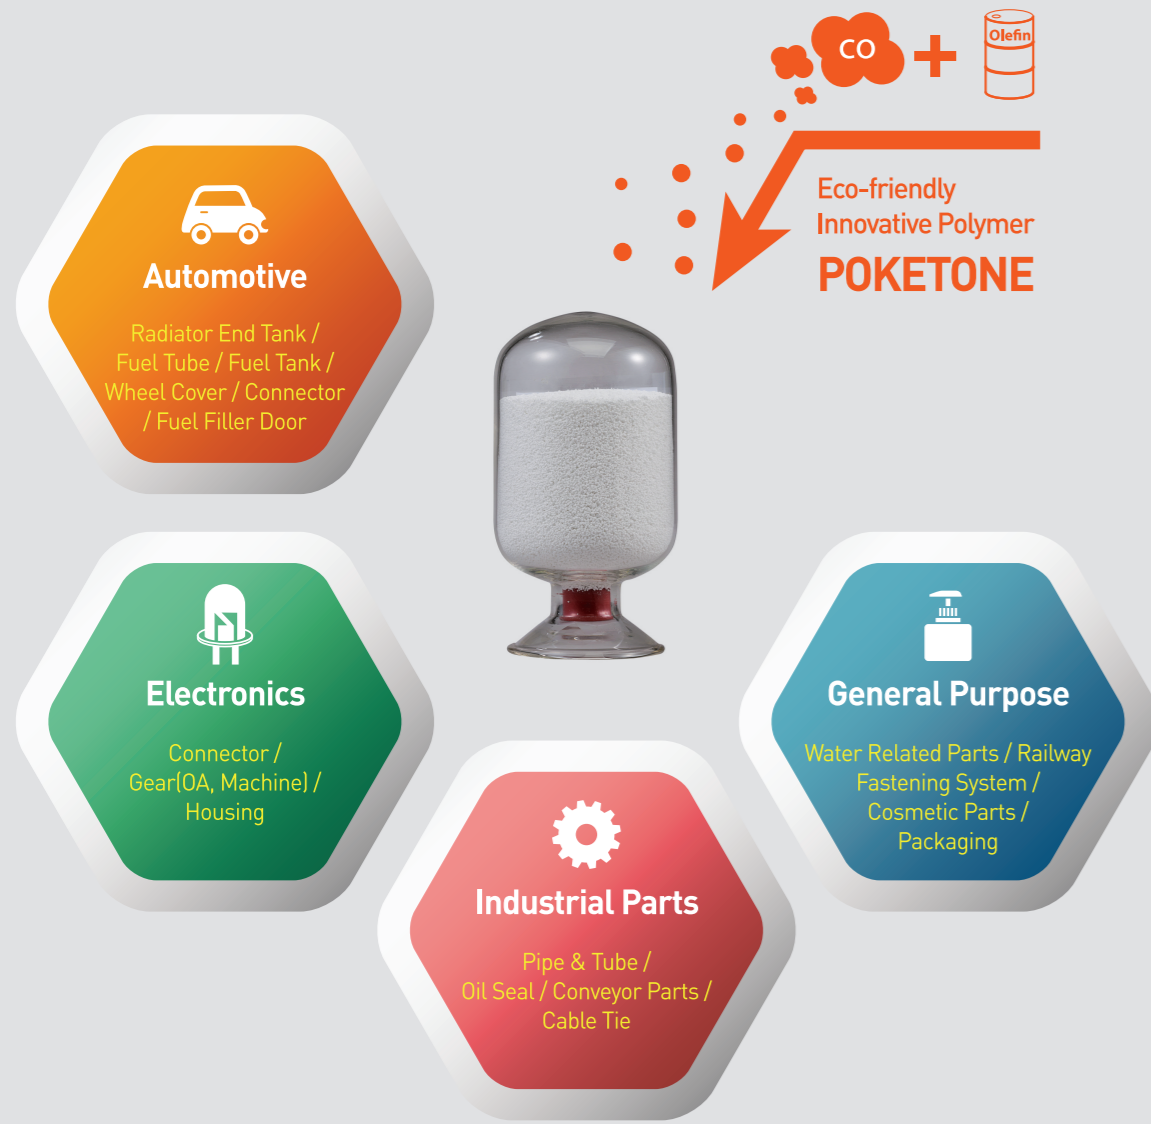 CO
+
Olefin
Eco-friendly
Innovative Polymer
POKETONE
Automotive
Radiator End Tank /
Fuel Tube / Fuel Tank /
Wheel Cover / Connector
/ Fuel Filler Door
Electronics
Connector /
Gear(OA, Machine) /
Housing
General Purpose
Water Related Parts / Railway
Fastening System /
Cosmetic Parts /
Packaging
Industrial Parts
Pipe & Tube /
Oil Seal / Conveyor Parts /
Cable Tie